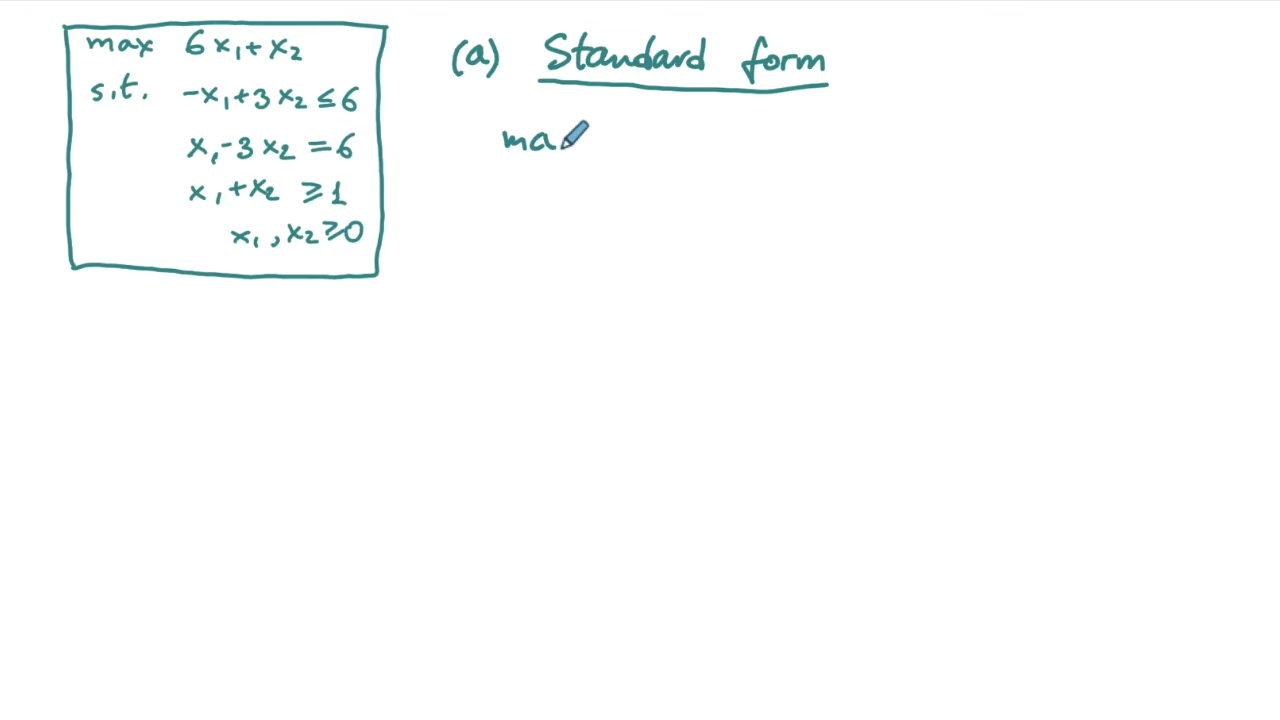 max 6x₁+x₂
s.t. -x₁+3x₂ ≤ 6
x₁-3x₂ = 6
x₁+x₂ ≥ 1
x₁, x₂ ≥ 0
(a) Standard form
ma